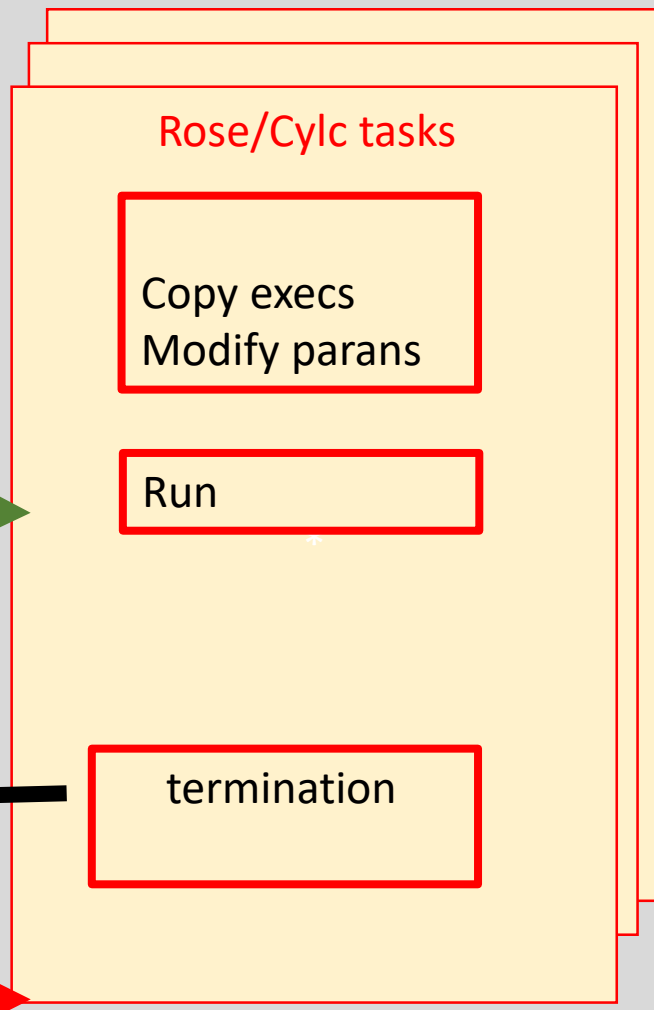 Rose/Cylc tasks
Copy execs
Modify parans
Run
*
termination